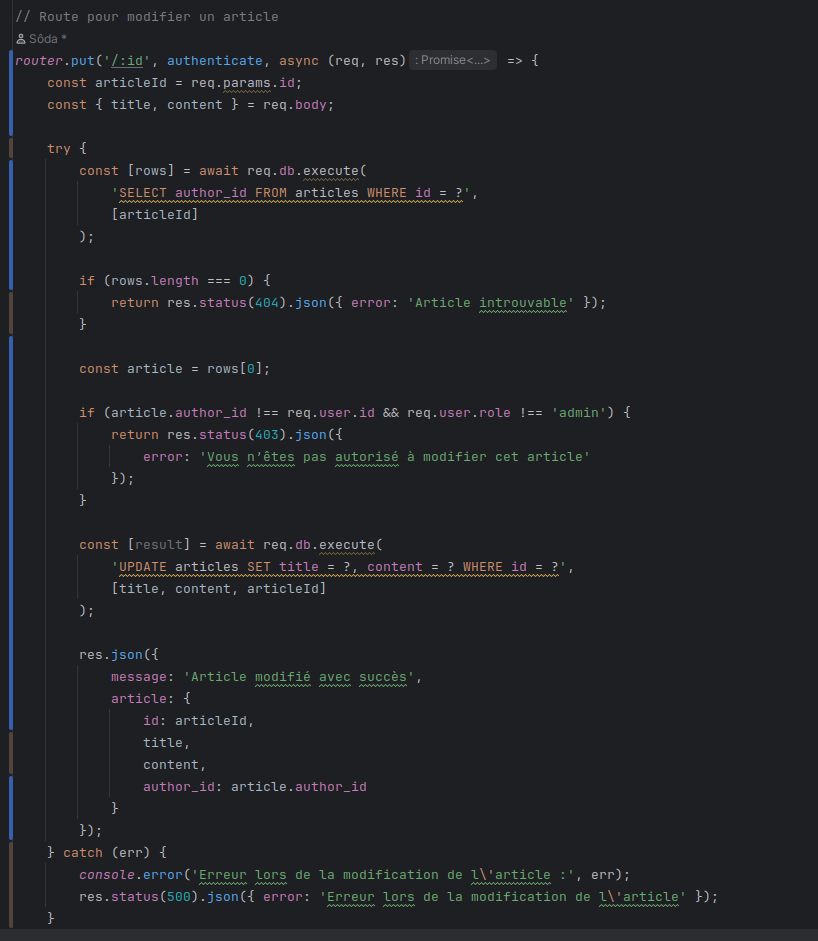 // Route pour modifier un article
Sôda *
router.put('/:id', authenticate, async (req, res) : Promise<...> => {
    const articleId = req.params.id;
    const { title, content } = req.body;

    try {
        const [rows] = await req.db.execute(
            'SELECT author_id FROM articles WHERE id = ?',
            [articleId]
        );

        if (rows.length === 0) {
            return res.status(404).json({ error: 'Article introuvable' });
        }

        const article = rows[0];

        if (article.author_id !== req.user.id && req.user.role !== 'admin') {
            return res.status(403).json({
                error: 'Vous n'êtes pas autorisé à modifier cet article'
            });
        }

        const [result] = await req.db.execute(
            'UPDATE articles SET title = ?, content = ? WHERE id = ?',
            [title, content, articleId]
        );

        res.json({
            message: 'Article modifié avec succès',
            article: {
                id: articleId,
                title,
                content,
                author_id: article.author_id
            }
        });
    } catch (err) {
        console.error('Erreur lors de la modification de l\'article :', err);
        res.status(500).json({ error: 'Erreur lors de la modification de l\'article' });
    }